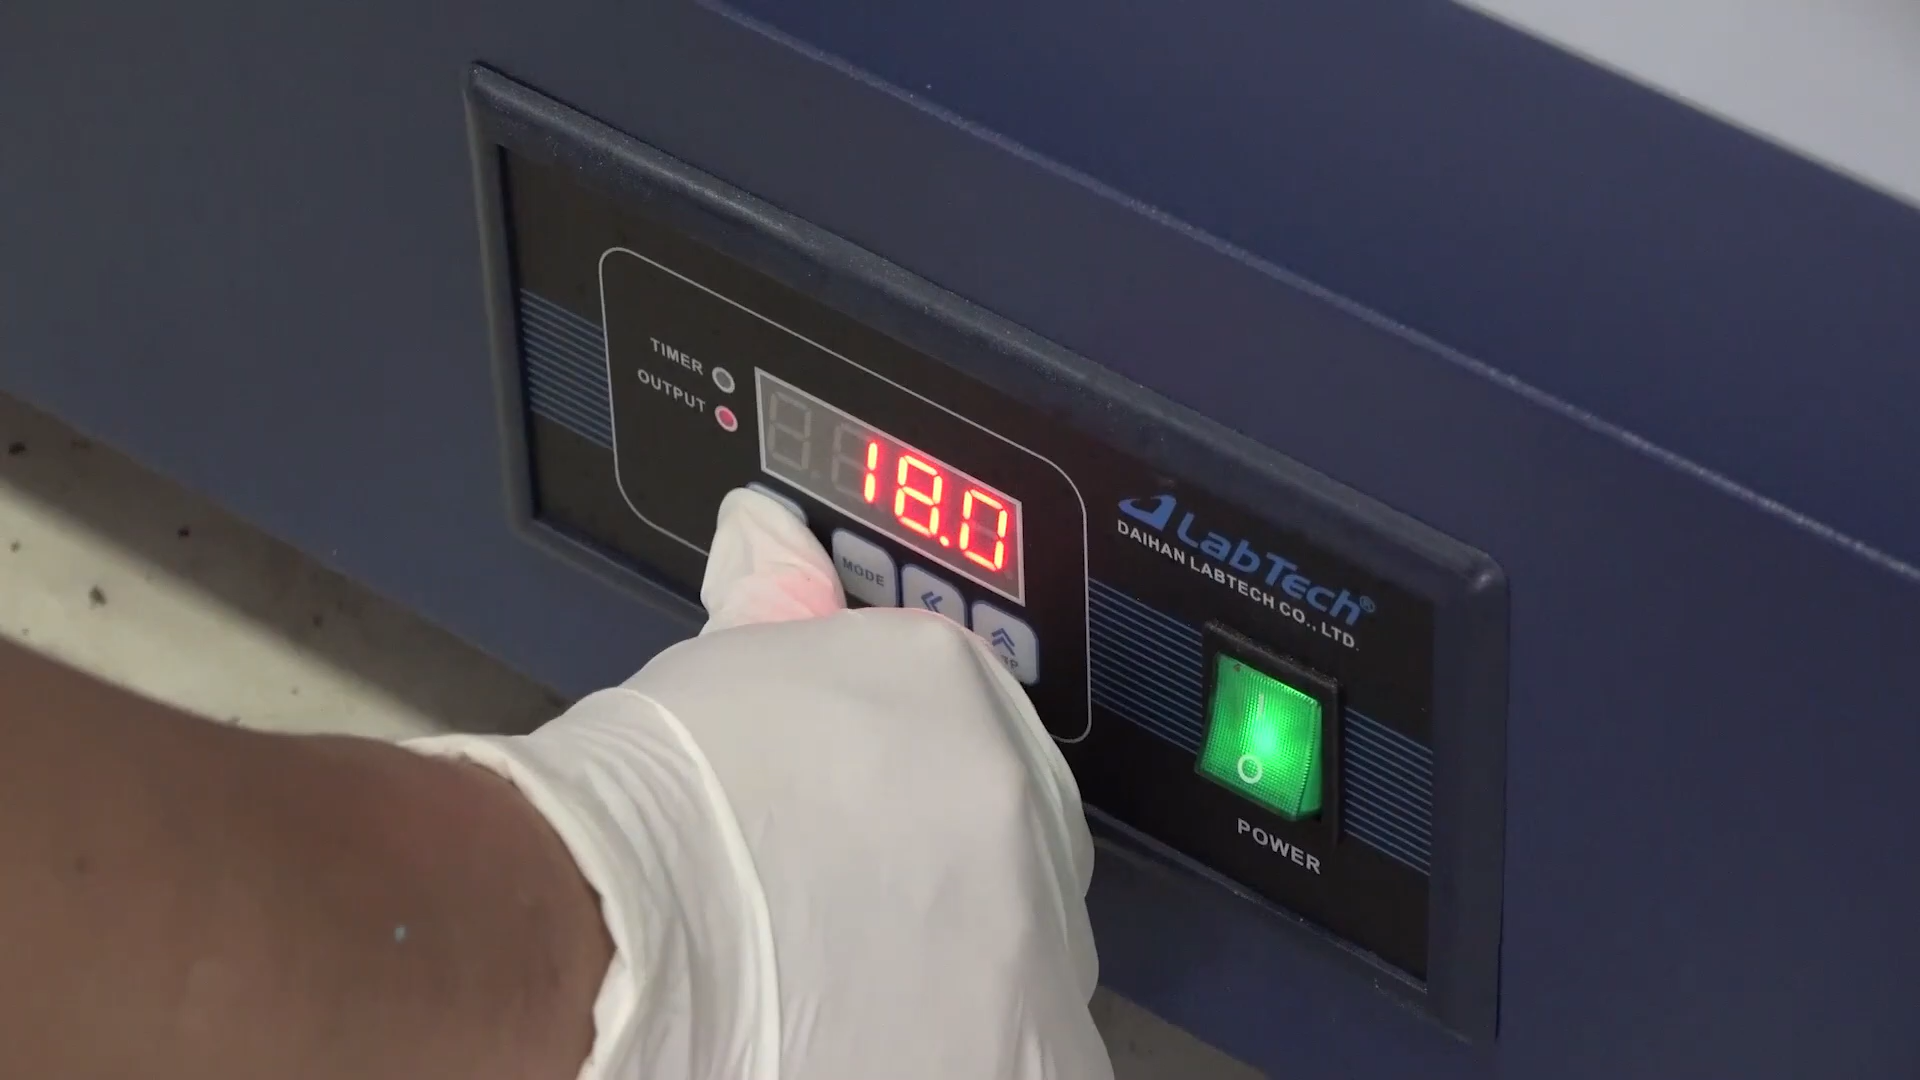 TIMER
OUTPUT
18.0
MODE
LabTech®
DAIHAN LABTECH CO., LTD.
POWER